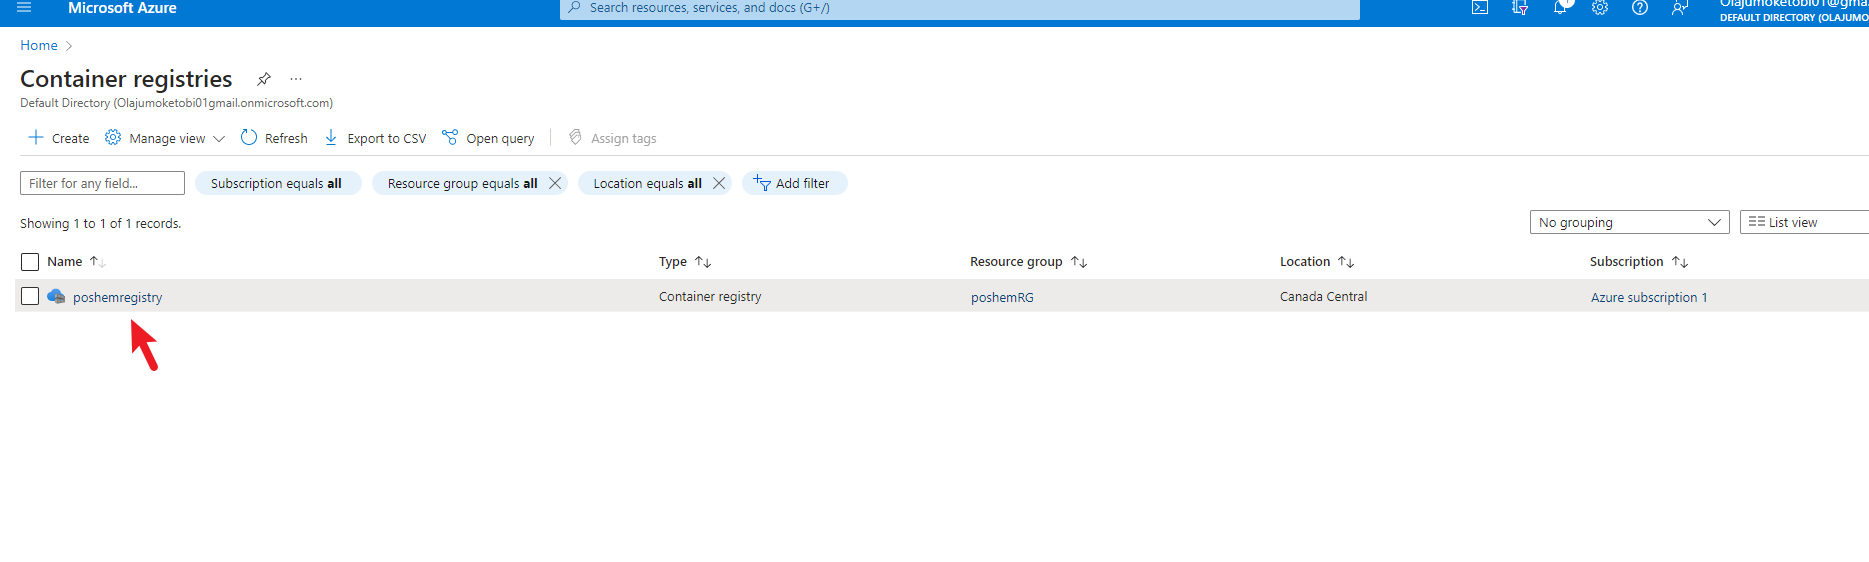 Microsoft Azure
Search resources, services, and docs (G+/)
DEFAULT DIRECTORY (OLAJUMO
Home
Container registries
Default Directory (Olajumoketobi01gmail.onmicrosoft.com)
Create Manage view Refresh Export to CSV Open query Assign tags
Filter for any field... Subscription equals all Resource group equals all Location equals all Add filter
Showing 1 to 1 of 1 records.
No grouping List view
Name Type Resource group Location Subscription
poshemregistry Container registry poshemRG Canada Central Azure subscription 1